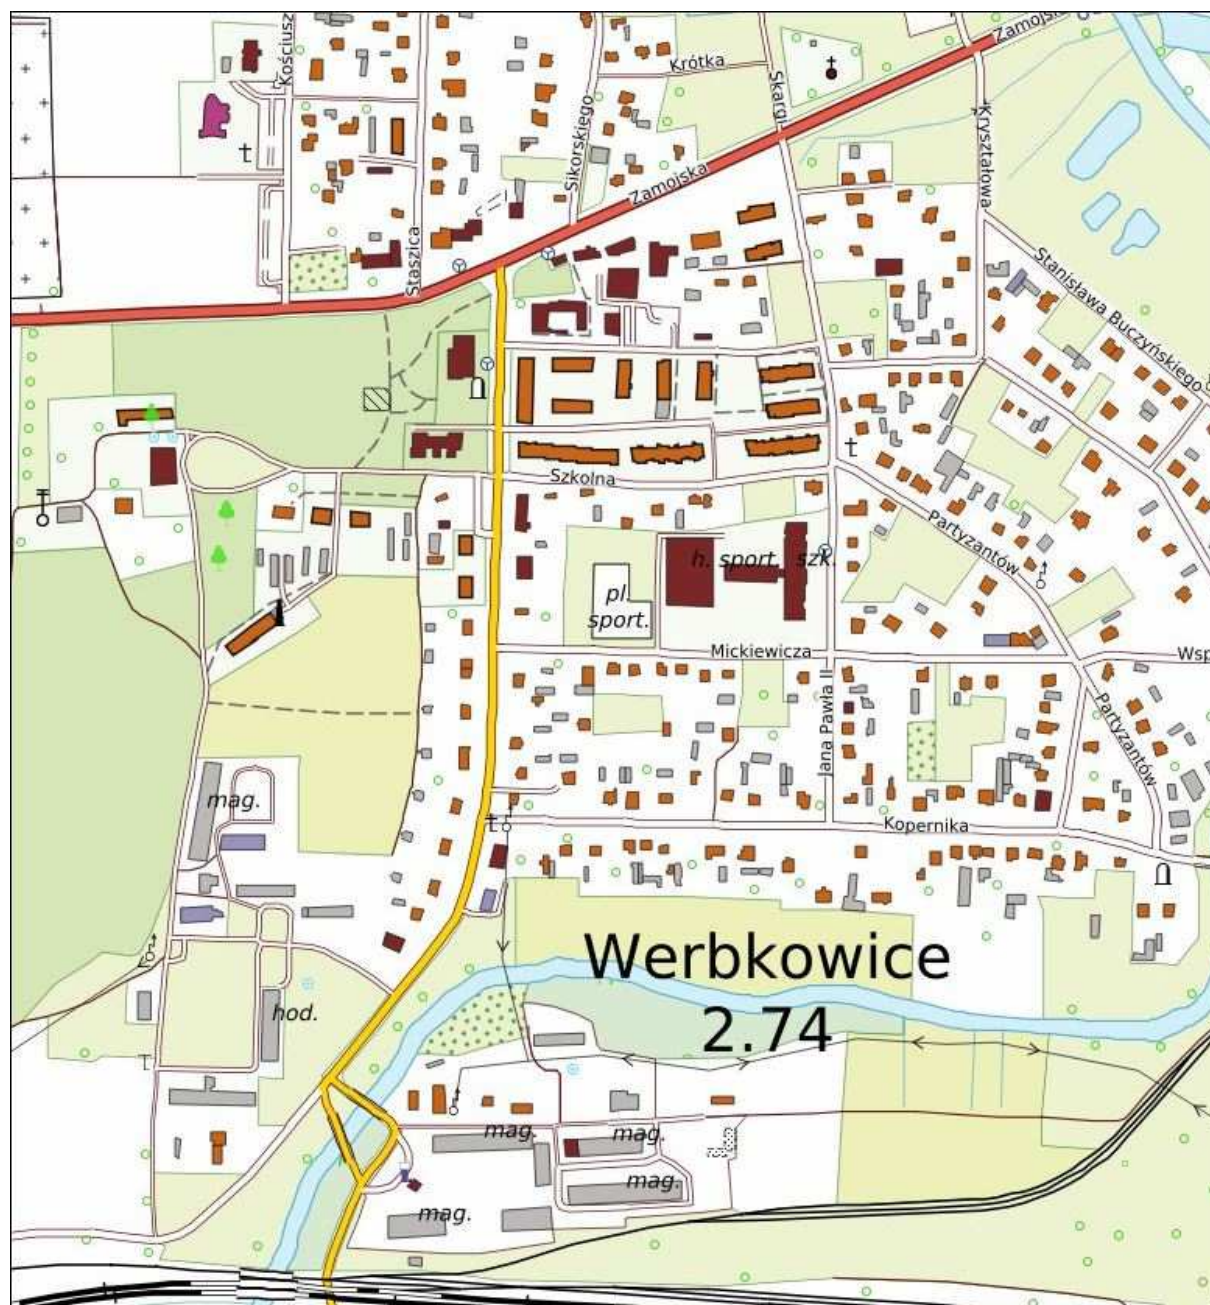 Zamojska
Kościusz
Krótka
Skargi
Sikorskiego
Kryształowa
Zamojska
Staszica
Stanisława Buczyńskiego
Szkolna
Partyzantów
h. sport.
szk.
pl.
sport.
Mickiewicza
Wsp
Jana Pawła II
Partyzantów
mag.
Kopernika
Werbkowice
2.74
hod.
mag.
mag.
mag.
mag.